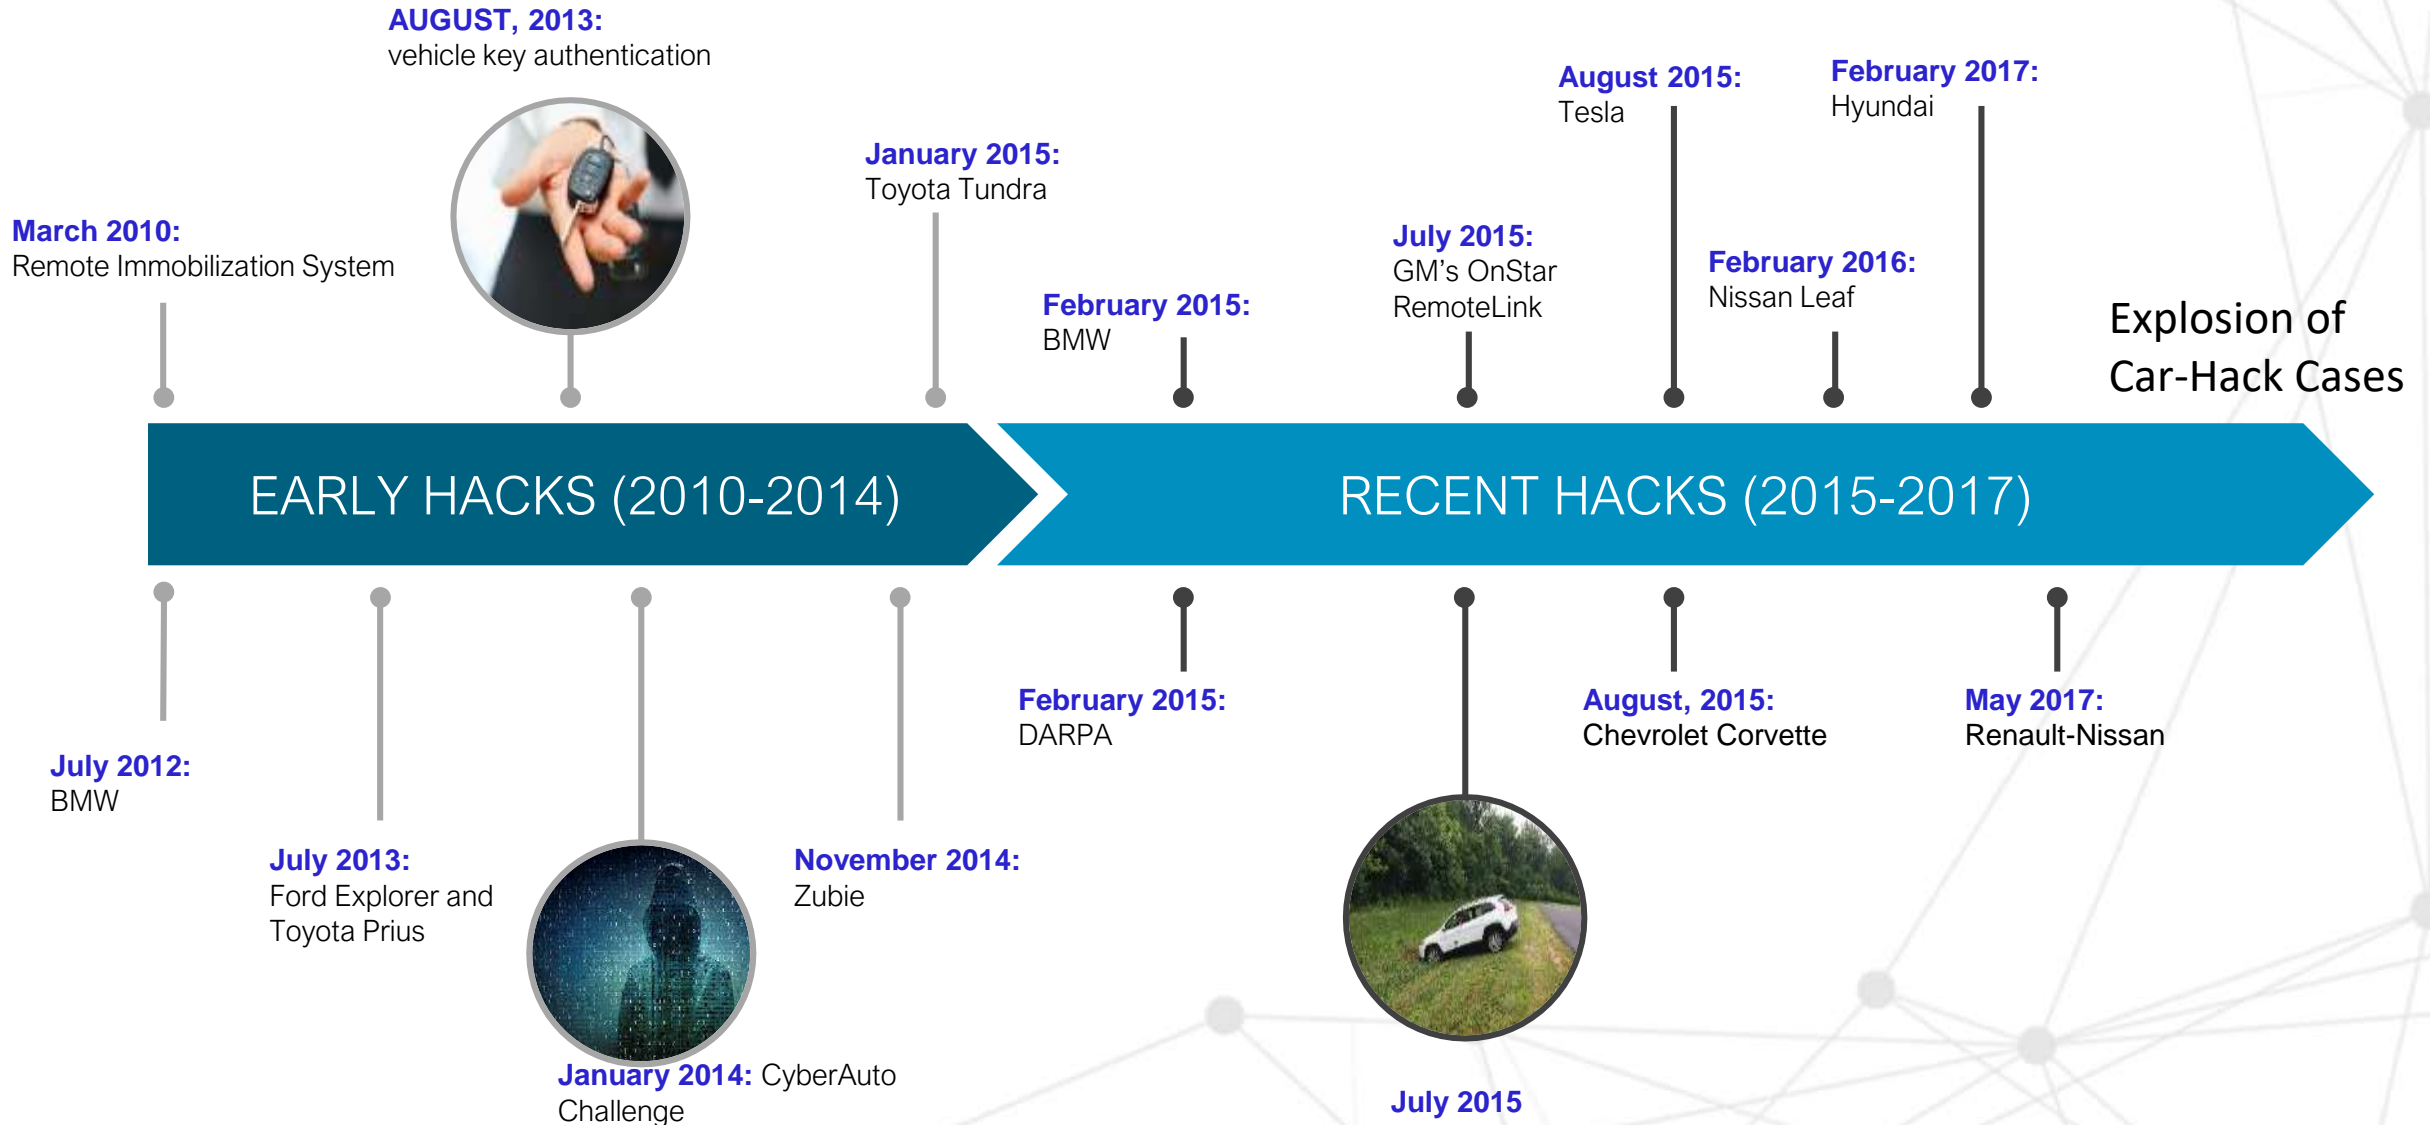 AUGUST, 2013:
vehicle key authentication
March 2010:
Remote Immobilization System
January 2015:
Toyota Tundra
February 2015:
BMW
July 2015:
GM's OnStar
RemoteLink
August 2015:
Tesla
February 2016:
Nissan Leaf
February 2017:
Hyundai
Explosion of
Car-Hack Cases
EARLY HACKS (2010-2014)
RECENT HACKS (2015-2017)
July 2012:
BMW
July 2013:
Ford Explorer and
Toyota Prius
January 2014: CyberAuto
Challenge
November 2014:
Zubie
February 2015:
DARPA
July 2015
August, 2015:
Chevrolet Corvette
May 2017:
Renault-Nissan